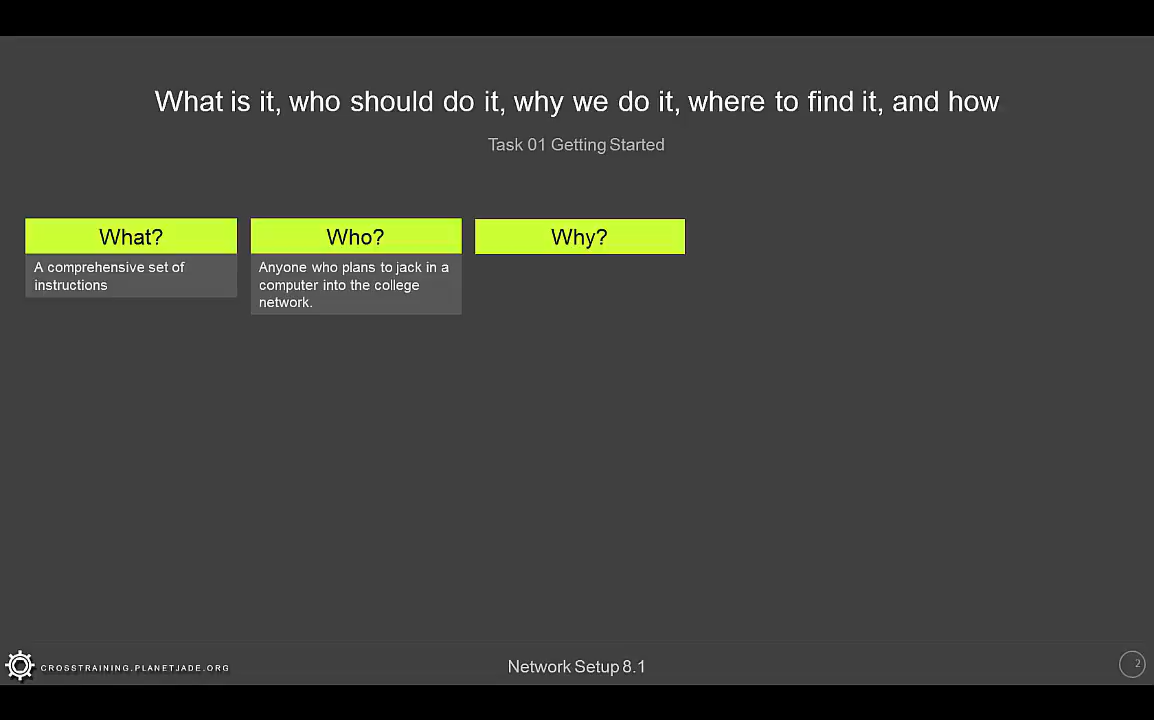 What is it, who should do it, why we do it, where to find it, and how
Task 01 Getting Started
What?
A comprehensive set of
instructions
Who?
Anyone who plans to jack in a
computer into the college
network.
Why?
CROSSTRAINING.PLANETJADE.ORG
Network Setup 8.1
2